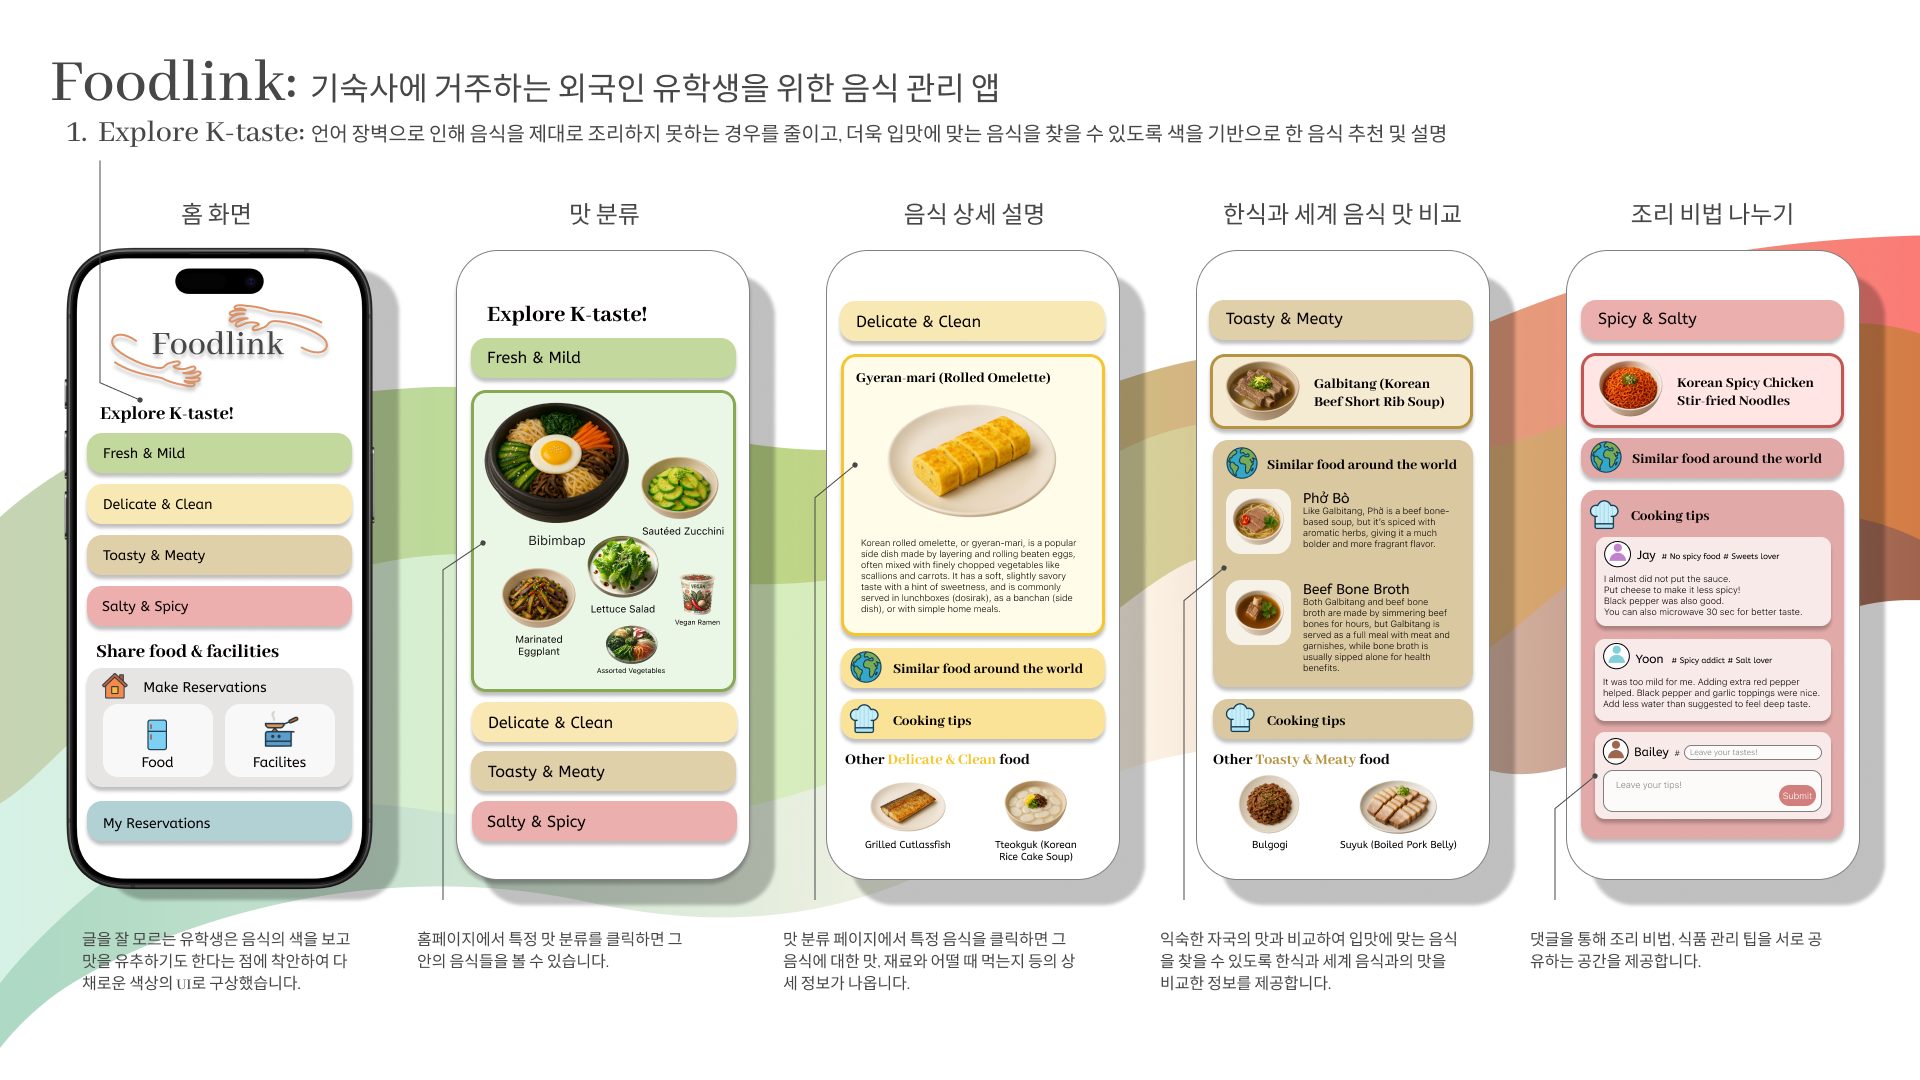 Foodlink: 기숙사에 거주하는 외국인 유학생을 위한 음식 관리 앱
1. Explore K-taste: 언어 장벽으로 인해 음식을 제대로 조리하지 못하는 경우를 줄이고, 더욱 입맛에 맞는 음식을 찾을 수 있도록 색을 기반으로 한 음식 추천 및 설명
홈 화면
Foodlink
Explore K-taste!
Fresh & Mild
Delicate & Clean
Toasty & Meaty
Salty & Spicy
Share food & facilities
Make Reservations
Food
Facilites
My Reservations
글을 잘 모르는 유학생은 음식의 색을 보고
맛을 유추하기도 한다는 점에 착안하여 다
채로운 색상의 UI로 구상했습니다.
맛 분류
Explore K-taste!
Fresh & Mild
Sautéed Zucchini
Bibimbap
Lettuce Salad
VEGAN
Vegan Ramen
Marinated
Eggplant
Assorted Vegetables
Delicate & Clean
Toasty & Meaty
Salty & Spicy
홈페이지에서 특정 맛 분류를 클릭하면 그
안의 음식들을 볼 수 있습니다.
음식 상세 설명
Delicate & Clean
Gyeran-mari (Rolled Omelette)
Korean rolled omelette, or gyeran-mari, is a popular
side dish made by layering and rolling beaten eggs,
often mixed with finely chopped vegetables like
scallions and carrots. It has a soft, slightly savory
taste with a hint of sweetness, and is commonly
served in lunchboxes (dosirak), as a banchan (side
dish), or with simple home meals.
Similar food around the world
Cooking tips
Other Delicate & Clean food
Grilled Cutlassfish
Tteokguk (Korean
Rice Cake Soup)
맛 분류 페이지에서 특정 음식을 클릭하면 그
음식에 대한 맛, 재료와 어떨 때 먹는지 등의 상
세 정보가 나옵니다.
한식과 세계 음식 맛 비교
Toasty & Meaty
Galbitang (Korean
Beef Short Rib Soup)
Similar food around the world
Phở Bò
Like Galbitang, Phở is a beef bone-
based soup, but it's spiced with
aromatic herbs, giving it a much
bolder and more fragrant flavor.
Beef Bone Broth
Both Galbitang and beef bone
broth are made by simmering beef
bones for hours, but Galbitang is
served as a full meal with meat and
garnishes, while bone broth is
usually sipped alone for health
benefits.
Cooking tips
Other Toasty & Meaty food
Bulgogi
Suyuk (Boiled Pork Belly)
익숙한 자국의 맛과 비교하여 입맛에 맞는 음식
을 찾을 수 있도록 한식과 세계 음식과의 맛을
비교한 정보를 제공합니다.
조리 비법 나누기
Spicy & Salty
Korean Spicy Chicken
Stir-fried Noodles
Similar food around the world
Cooking tips
Jay # No spicy food # Sweets lover
I almost did not put the sauce.
Put cheese to make it less spicy!
Black pepper was also good.
You can also microwave 30 sec for better taste.
Yoon # Spicy addict # Salt lover
It was too mild for me. Adding extra red pepper
helped. Black pepper and garlic toppings were nice.
Add less water than suggested to feel deep taste.
Bailey # Leave your tastes!
Leave your tips!
Submit
댓글을 통해 조리 비법, 식품 관리 팁을 서로 공
유하는 공간을 제공합니다.